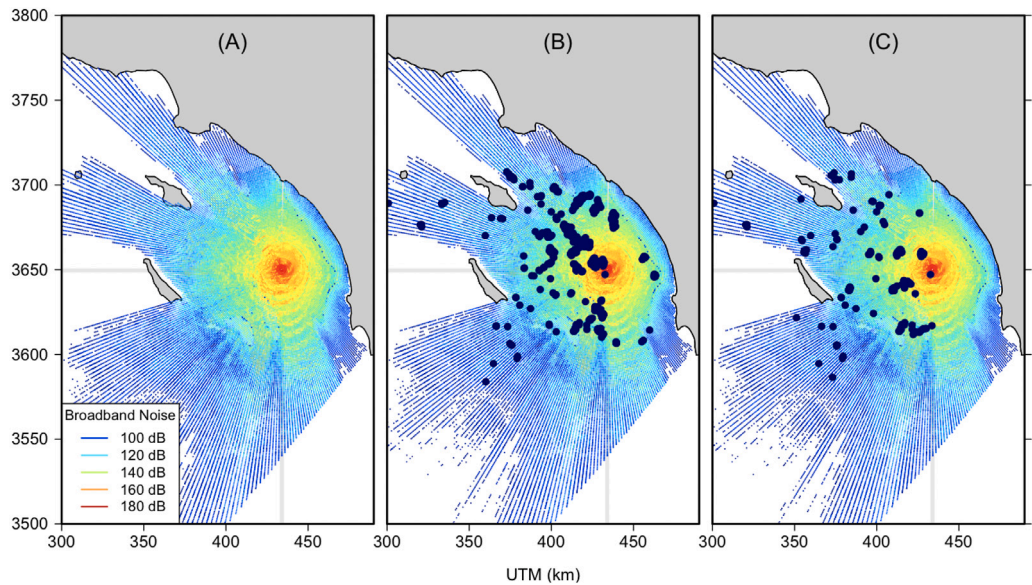 (A) (B) (C)
3800
3750
3700
3650
3600
3550
3500
Broadband Noise
100 dB
120 dB
140 dB
160 dB
180 dB
300 350 400 450 300 350 400 450 300 350 400 450
UTM (km)